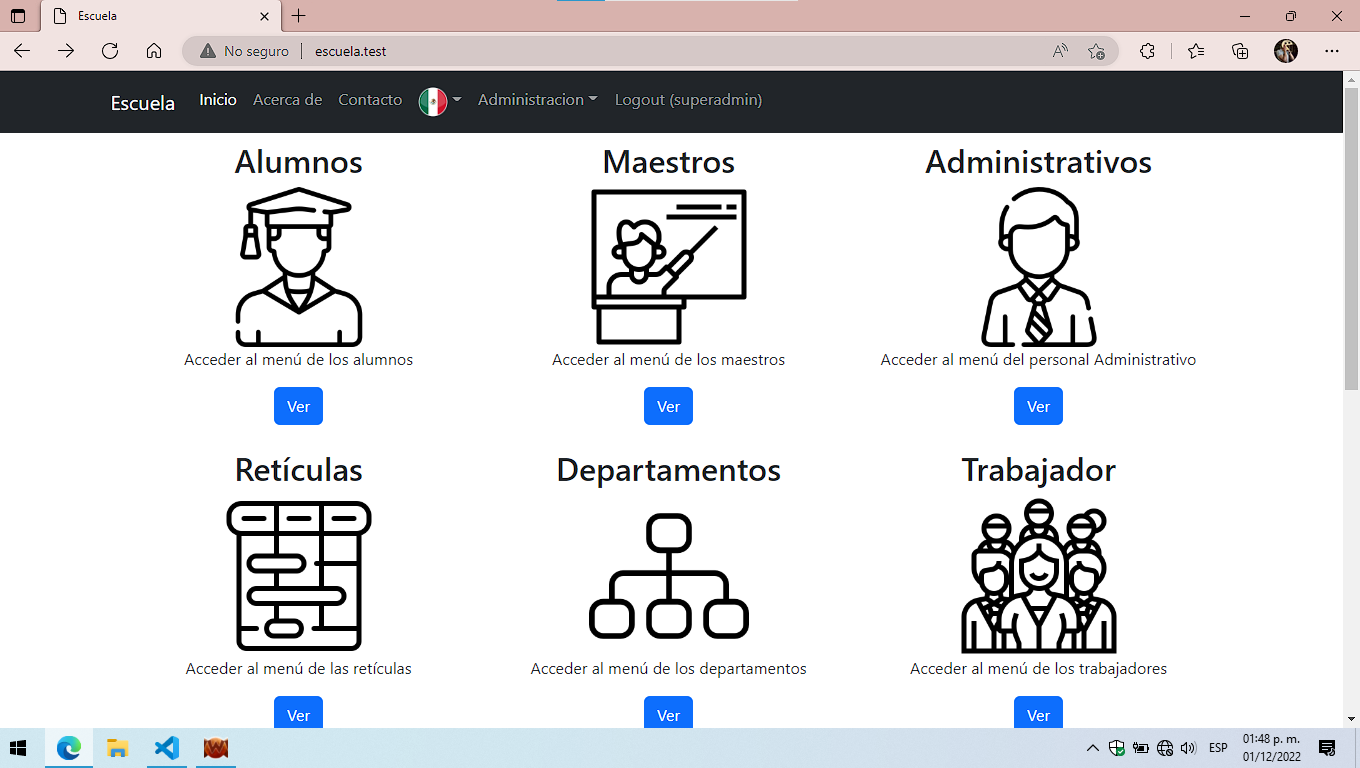 Escuela
No seguro
escuela.test
Escuela
Inicio
Acerca de
Contacto
Administracion
Logout (superadmin)
Alumnos
Maestros
Administrativos
Acceder al menú de los alumnos
Acceder al menú de los maestros
Acceder al menú del personal Administrativo
Ver
Ver
Ver
Retículas
Departamentos
Trabajador
Acceder al menú de las retículas
Acceder al menú de los departamentos
Acceder al menú de los trabajadores
Ver
Ver
Ver
ESP
01:48 p. m.
01/12/2022